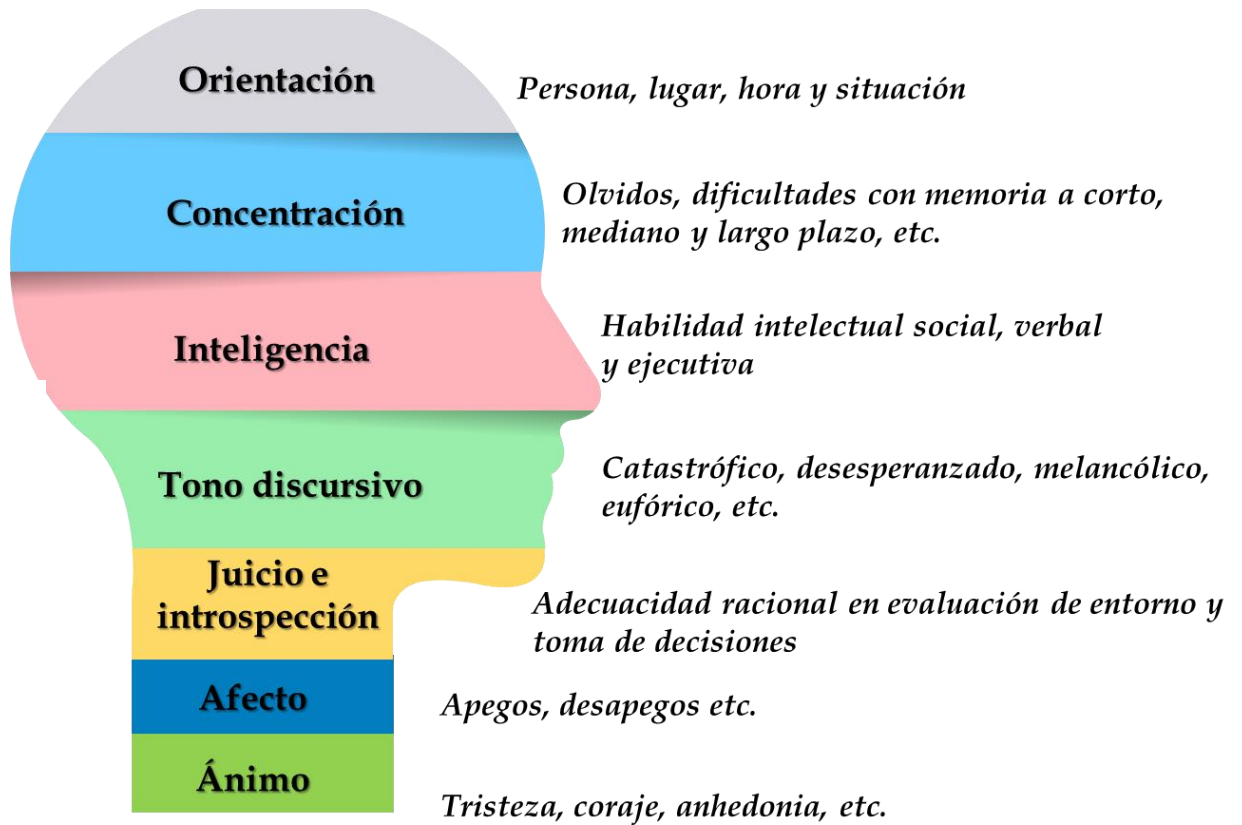 Orientación
Persona, lugar, hora y situación
Concentración
Olvidos, dificultades con memoria a corto,
mediano y largo plazo, etc.
Inteligencia
Habilidad intelectual social, verbal
y ejecutiva
Tono discursivo
Catastrófico, desesperanzado, melancólico,
eufórico, etc.
Juicio e
introspección
Adecuacidad racional en evaluación de entorno y
toma de decisiones
Afecto
Apegos, desapegos etc.
Ánimo
Tristeza, coraje, anhedonia, etc.